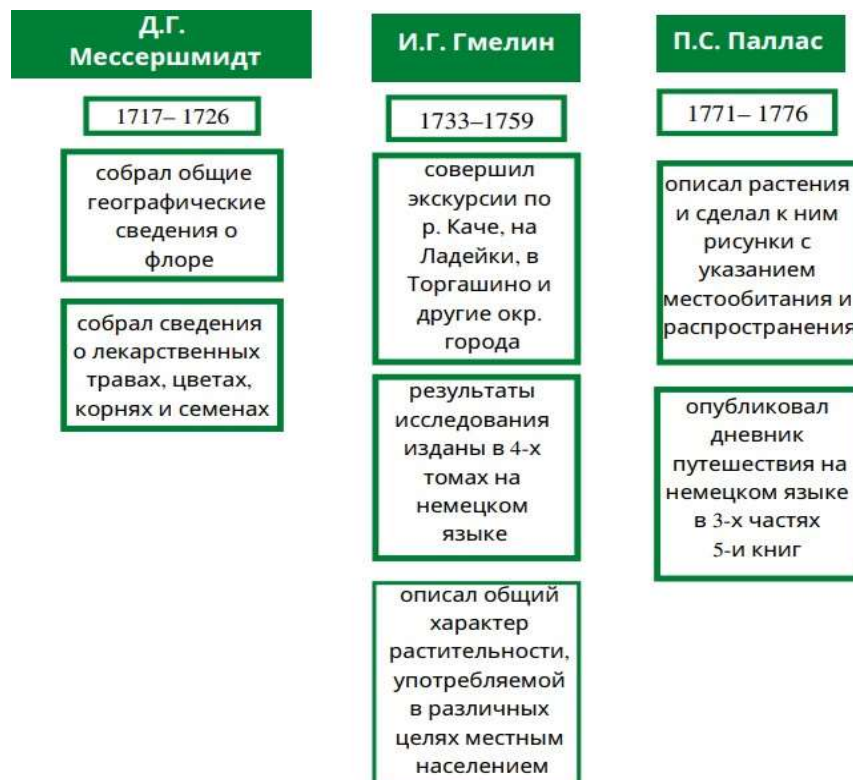 Д.Г.
Мессершмидт
1717– 1726
собрал общие
географические
сведения о
флоре
собрал сведения
о лекарственных
травах, цветах,
корнях и семенах
И.Г. Гмелин
1733–1759
совершил
экскурсии по
р. Каче, на
Ладейки, в
Торгашино и
другие окр.
города
результаты
исследования
изданы в 4-х
томах на
немецком
языке
описал общий
характер
растительности,
употребляемой
в различных
целях местным
населением
П.С. Паллас
1771– 1776
описал растения
и сделал к ним
рисунки с
указанием
местообитания и
распространения
опубликовал
дневник
путешествия на
немецком языке
в 3-х частях
5-и книг